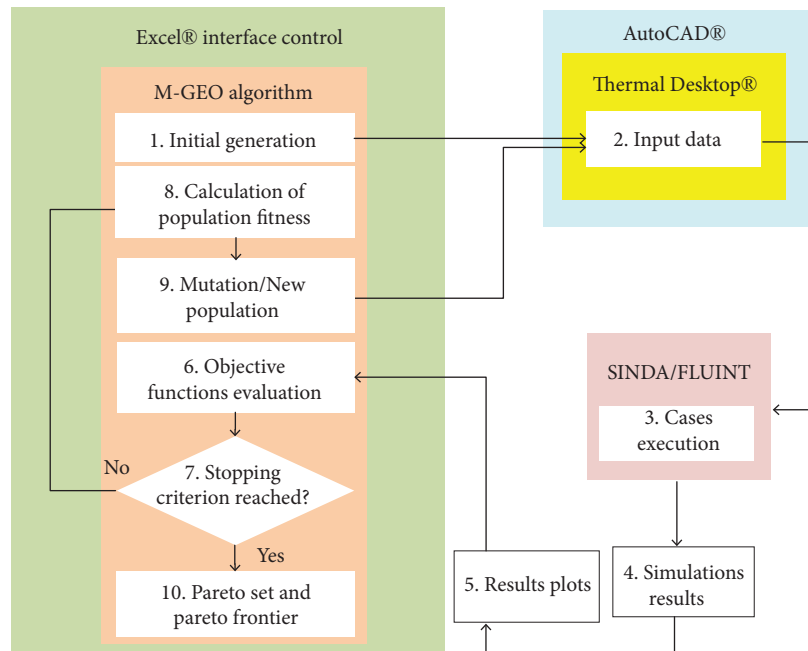 Excel® interface control
M-GEO algorithm
1. Initial generation
8. Calculation of
population fitness
9. Mutation/New
population
6. Objective
functions evaluation
No
7. Stopping
criterion reached?
Yes
10. Pareto set and
pareto frontier
AutoCAD®
Thermal Desktop®
2. Input data
SINDA/FLUINT
3. Cases
execution
4. Simulations
results
5. Results plots